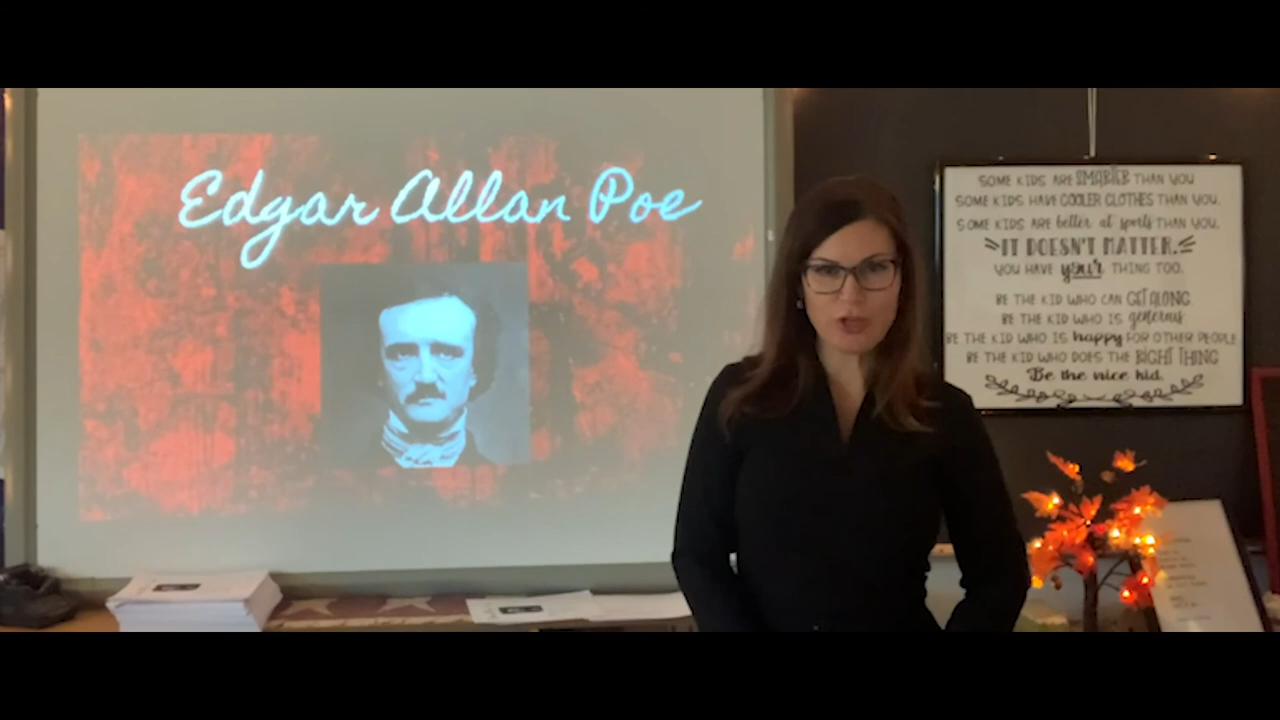 Edgar Allan Poe
SOME KIDS ARE SMARTER THAN YOU
SOME KIDS HAVE COOLER CLOTHES THAN YOU.
SOME KIDS ARE better at sports THAN YOU.
IT DOESN'T MATTER.
YOU HAVE your THING TOO.
BE THE KID WHO CAN GET ALONG.
BE THE KID WHO IS generous
BE THE KID WHO IS happy FOR OTHER PEOPLE
BE THE KID WHO DOES THE RIGHT THING
Be the nice kid.